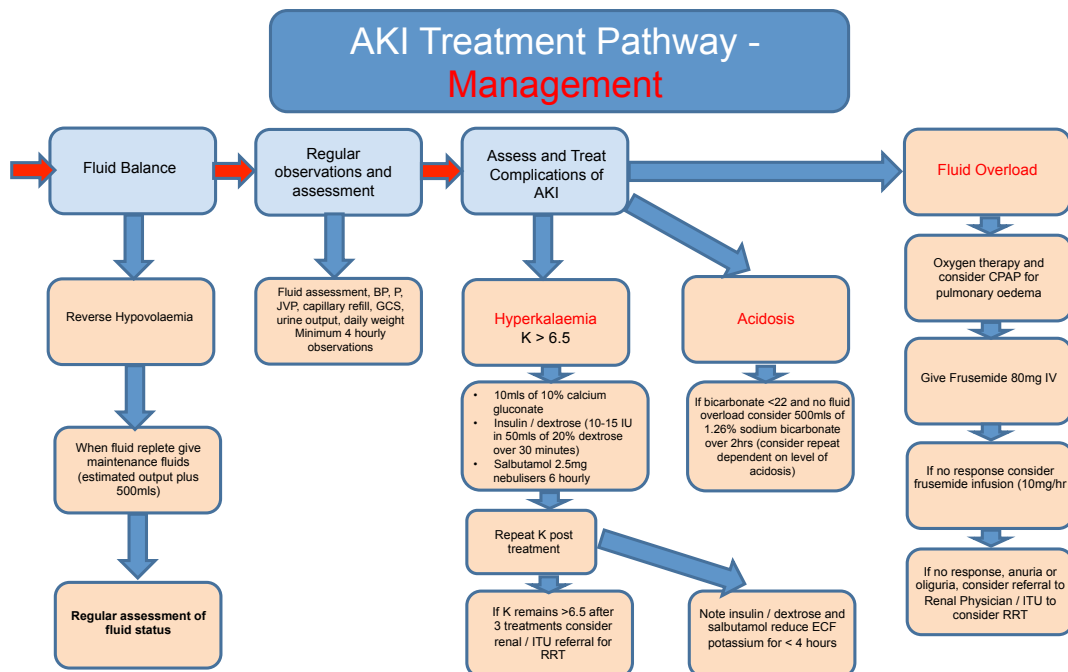 AKI Treatment Pathway -
Management
Fluid Balance
Regular
observations and
assessment
Assess and Treat
Complications of
AKI
Fluid Overload
Reverse Hypovolaemia
Fluid assessment, BP, P,
JVP, capillary refill, GCS,
urine output, daily weight
Minimum 4 hourly
observations
Hyperkalaemia
K > 6.5
Acidosis
Oxygen therapy and
consider CPAP for
pulmonary oedema
When fluid replete give
maintenance fluids
(estimated output plus
500mls)
• 10mls of 10% calcium
gluconate
• Insulin / dextrose (10-15 IU
in 50mls of 20% dextrose
over 30 minutes)
• Salbutamol 2.5mg
nebulisers 6 hourly
If bicarbonate <22 and no fluid
overload consider 500mls of
1.26% sodium bicarbonate
over 2hrs (consider repeat
dependent on level of
acidosis)
Give Frusemide 80mg IV
If no response consider
frusemide infusion (10mg/hr
Repeat K post
treatment
Regular assessment of
fluid status
If K remains >6.5 after
3 treatments consider
renal / ITU referral for
RRT
Note insulin / dextrose and
salbutamol reduce ECF
potassium for < 4 hours
If no response, anuria or
oliguria, consider referral to
Renal Physician / ITU to
consider RRT